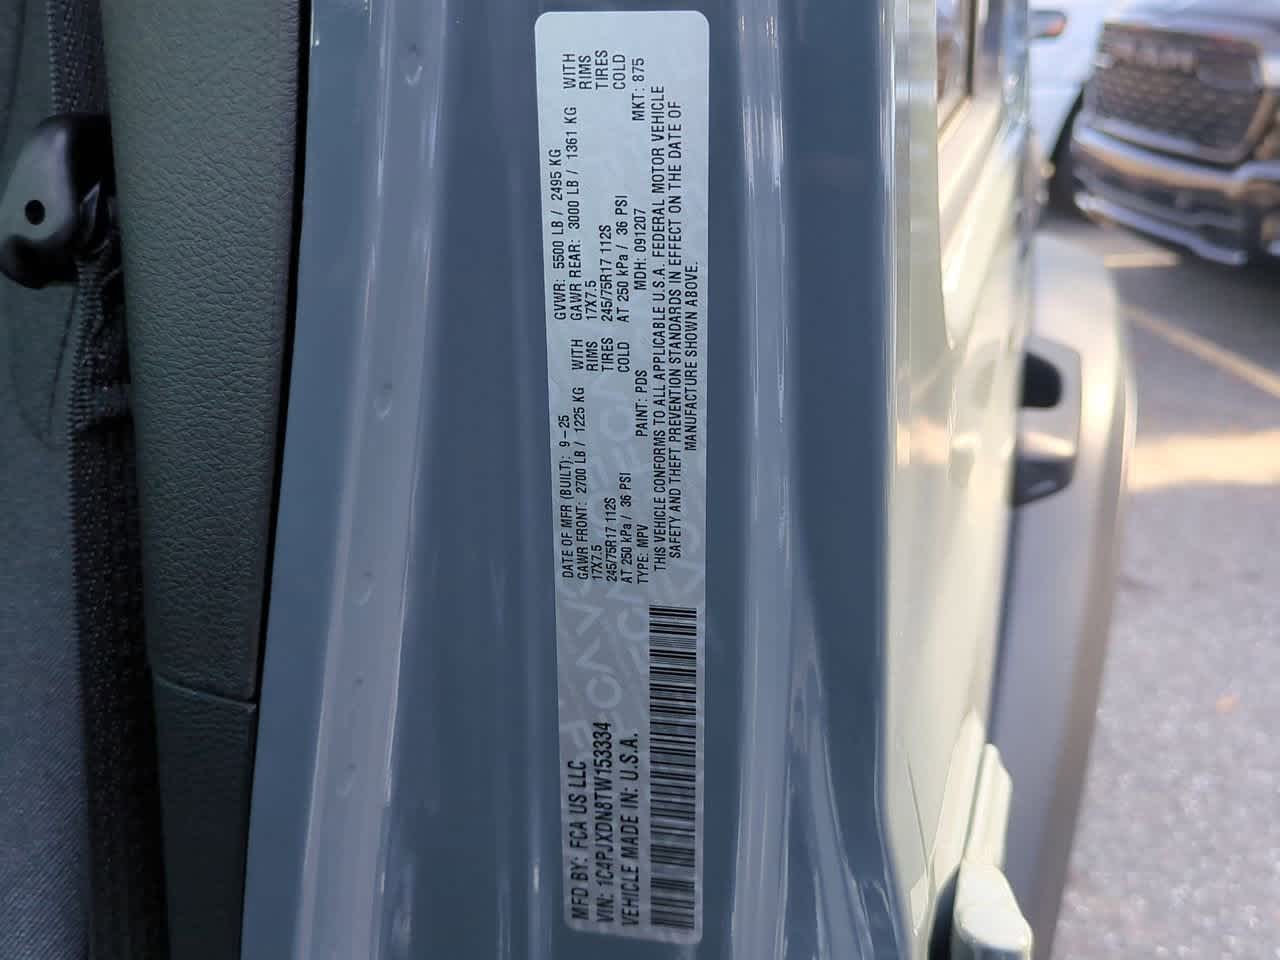 MFD BY: FCA US LLC
VIN: 1C4PJXDN8TW153334
VEHICLE MADE IN: U.S.A.
DATE OF MFR (BUILT): 9-25 GVWR: 5500 LB / 2495 KG
GAWR FRONT: 2700 LB / 1225 KG WITH GAWR REAR: 3000 LB / 1361 KG WITH
17X7.5 RIMS 17X7.5 RIMS
245/75R17 112S TIRES 245/75R17 112S TIRES
AT 250 kPa / 36 PSI COLD AT 250 kPa / 36 PSI COLD
TYPE: MPV PAINT: PDS MDH: 091207 MKT: 875
THIS VEHICLE CONFORMS TO ALL APPLICABLE U.S.A. FEDERAL MOTOR VEHICLE
SAFETY AND THEFT PREVENTION STANDARDS IN EFFECT ON THE DATE OF
MANUFACTURE SHOWN ABOVE.
RAM